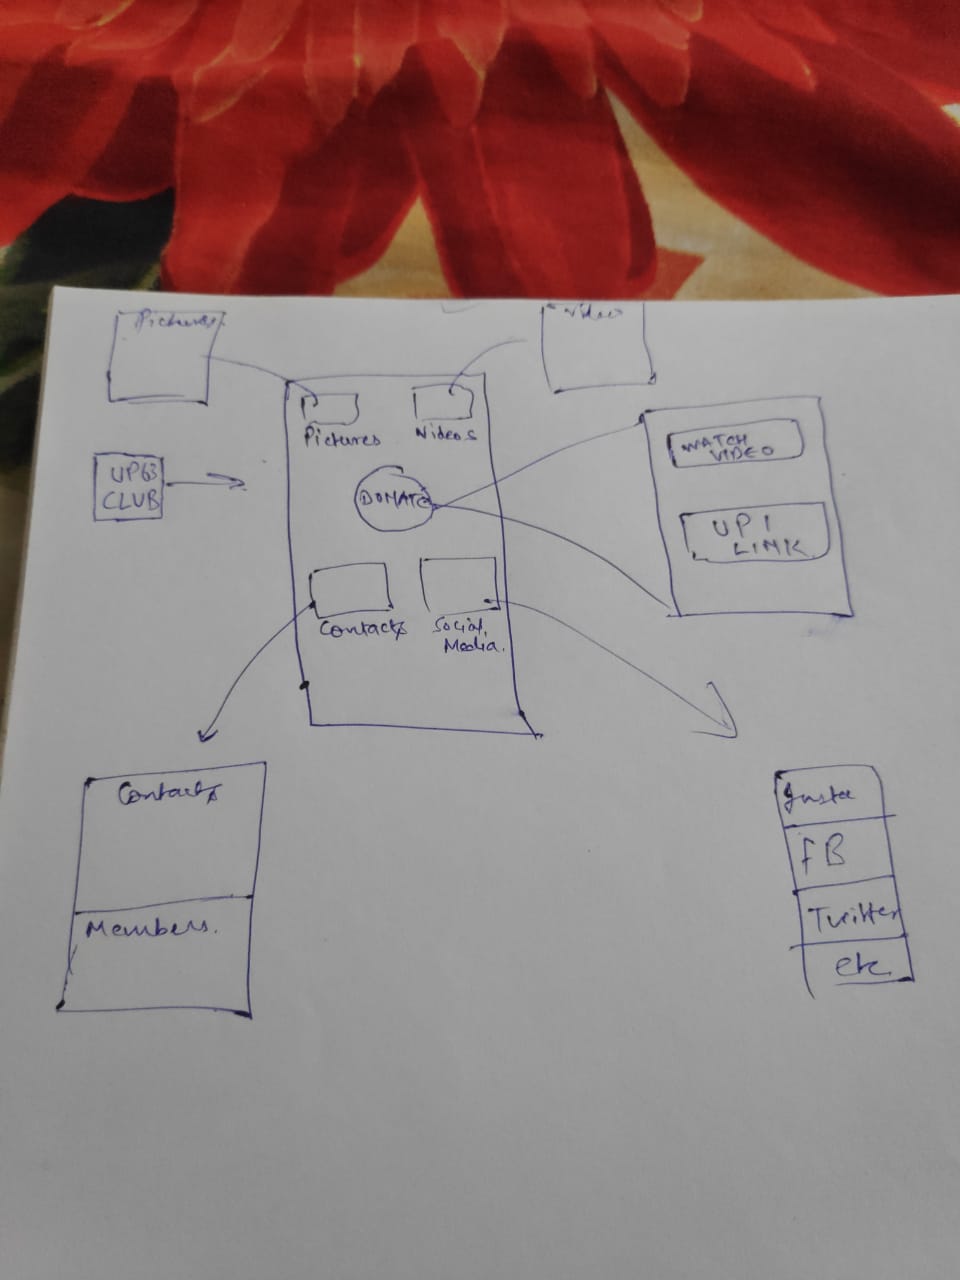 Pictures.
Video
Pictures
Videos
UP63
CLUB
DONATE
WATCH
VIDEO
UPI
LINK
Contacts
Social
Media.
Contacts
Members.
Insta
FB
Twitter
etc